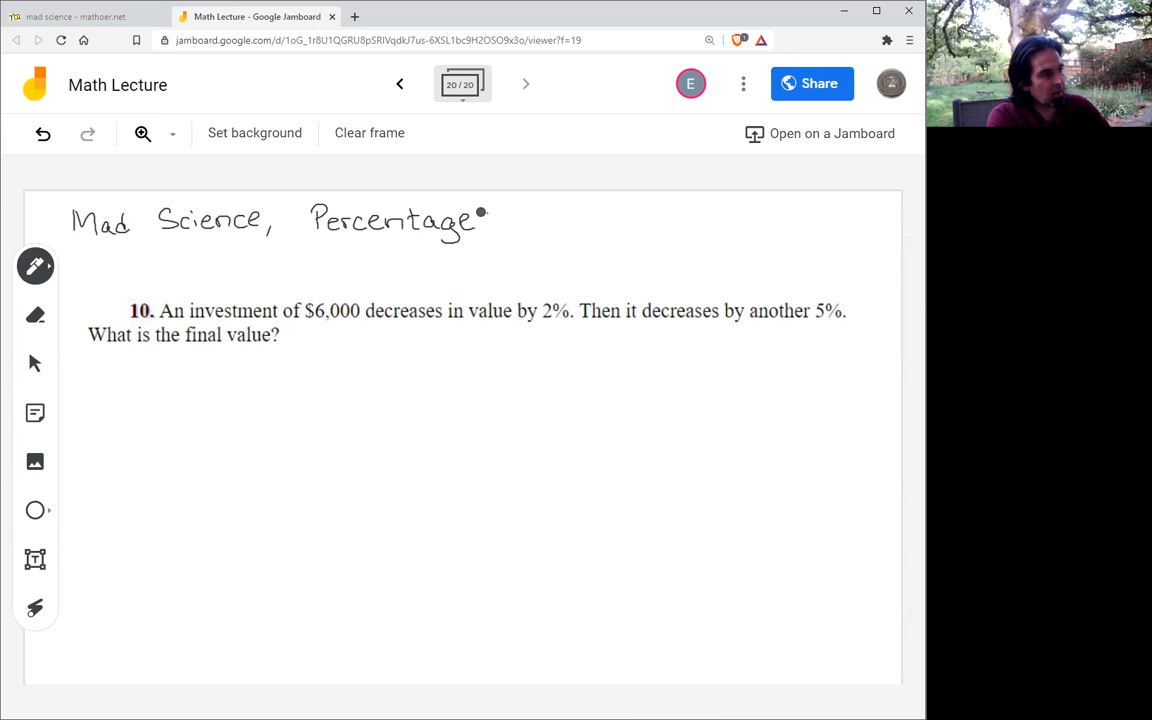 mad science - mathoer.net
Math Lecture - Google Jamboard
jamboard.google.com/d/1oG_1r8U1QGRU8pSRlVqdkJ7us-6XSL1bc9H2OSO9x3o/viewer?f=19
Math Lecture
20 / 20
E
Share
Set background
Clear frame
Open on a Jamboard
Mad Science, Percentage
10. An investment of $6,000 decreases in value by 2%. Then it decreases by another 5%.
What is the final value?